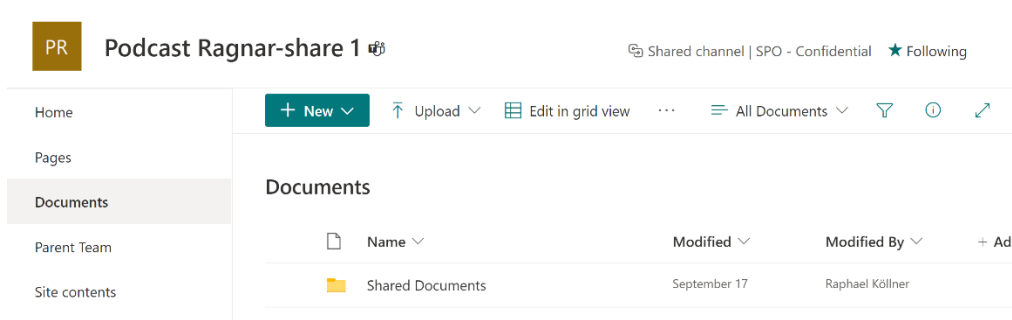 PR
Podcast Ragnar-share 1
Shared channel | SPO - Confidential
Following
Home
Pages
Documents
Parent Team
Site contents
New
Upload
Edit in grid view
···
All Documents
Documents
Name
Modified
Modified By
+ Ad
Shared Documents
September 17
Raphael Köllner